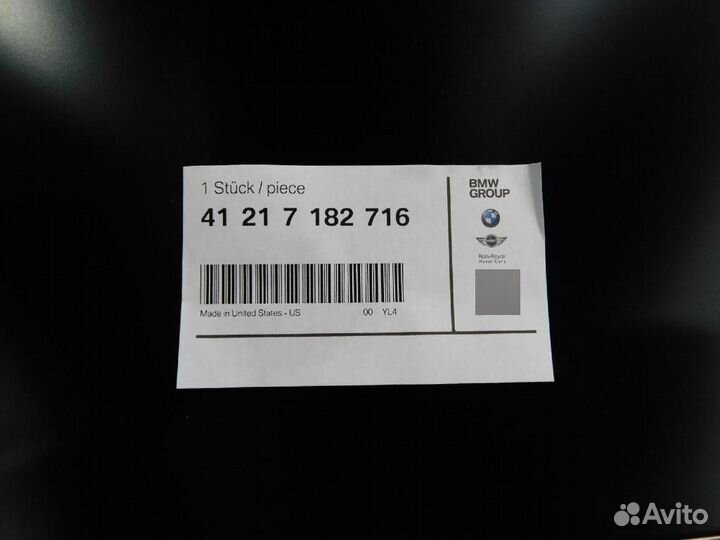 1 Stück / piece
41 21 7 182 716
Made in United States - US 00 YL4
BMW
GROUP
Rolls-Royce
Motor Cars
Avito